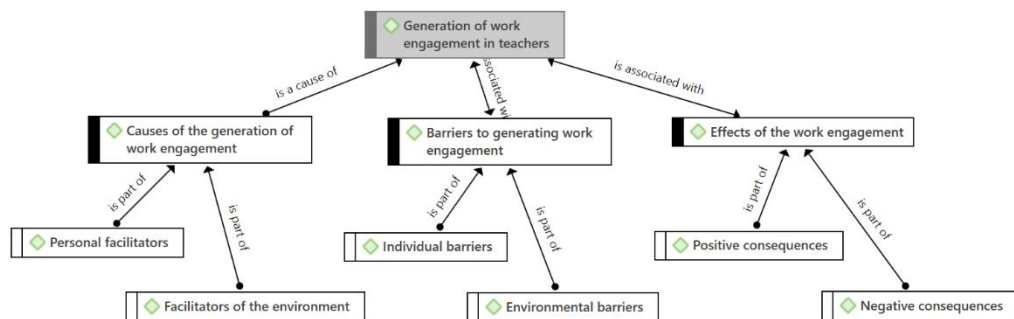 Generation of work
engagement in teachers
is a cause of
associated wi
is associated with
Causes of the generation of
work engagement
Barriers to generating work
engagement
Effects of the work engagement
is part of
is part of
is part of
is part of
is part of
is part of
Personal facilitators
Individual barriers
Positive consequences
Facilitators of the environment
Environmental barriers
Negative consequences